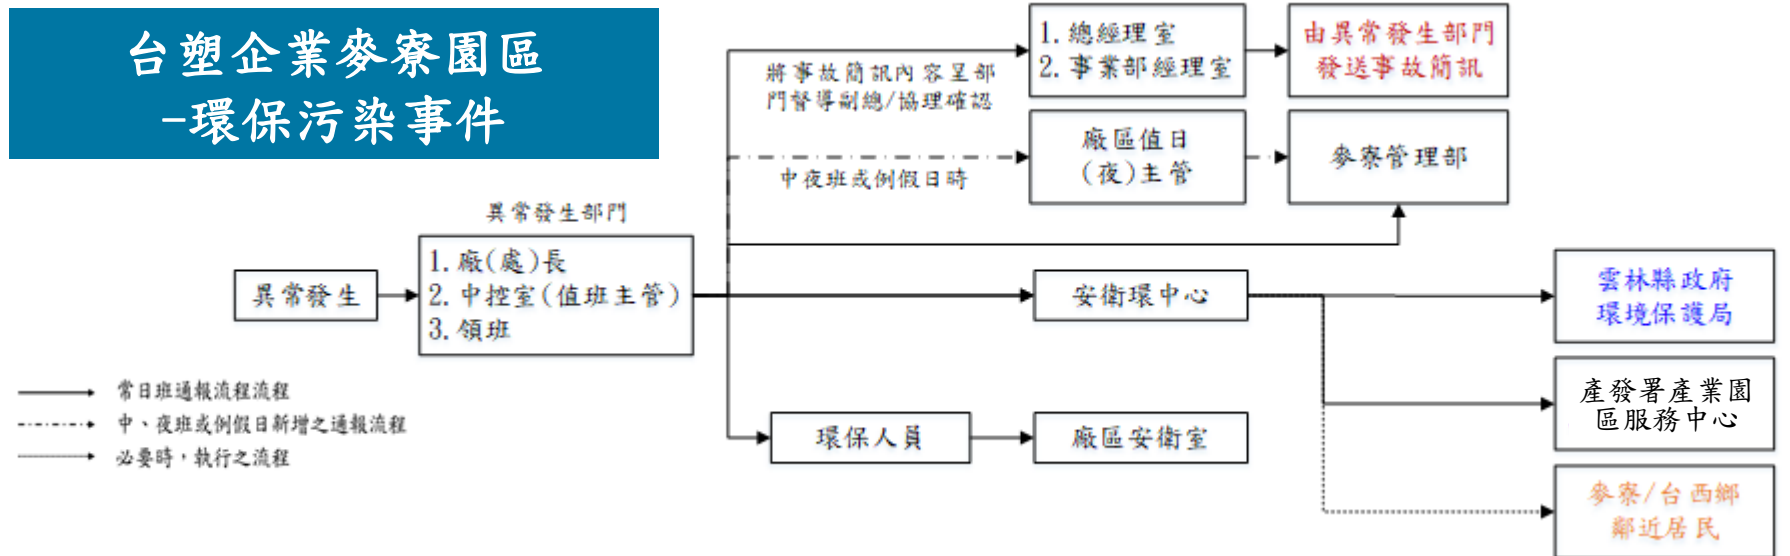 台塑企業麥寮園區
-環保污染事件
1. 總經理室
2. 事業部經理室
由異常發生部門
發送事故簡訊
將事故簡訊內容呈部
門督導副總/協理確認
廠區值日
(夜)主管
麥寮管理部
中夜班或例假日時
異常發生部門
異常發生
1. 廠(處)長
2. 中控室(值班主管)
3. 領班
安衛環中心
雲林縣政府
環境保護局
產發署產業園
區服務中心
常日班通報流程流程
中、夜班或例假日新增之通報流程
必要時，執行之流程
環保人員
廠區安衛室
麥寮/台西鄉
鄰近居民